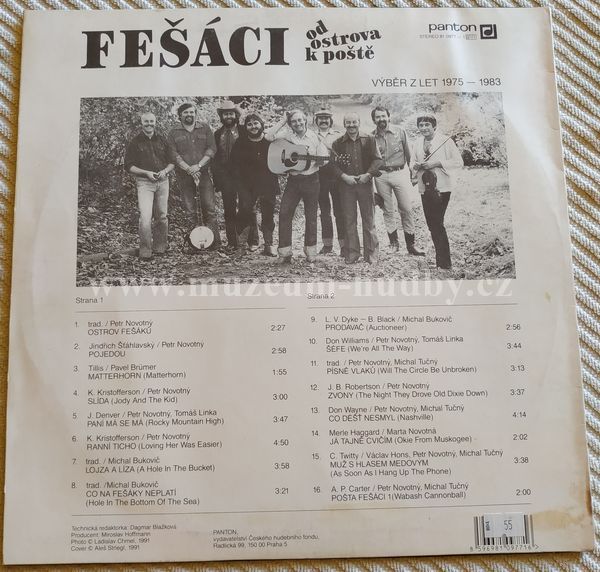 FEŠÁCI
od
ostrova
k poště
panton
VÝBĚR Z LET 1975 — 1983
www.muzeum-hudby.cz
Strana 1
1. trad. / Petr Novotný
OSTROV FEŠÁKŮ 2:27
2. Jindřich Šťáhlavský / Petr Novotný
POJEDOU 2:58
3. Tillis / Pavel Brümer
MATTERHORN (Matterhorn) 1:55
4. K. Kristofferson / Petr Novotný
SLÍDA (Jody And The Kid) 3:00
5. J. Denver / Petr Novotný, Tomáš Linka
PANÍ MÁ SE MÁ (Rocky Mountain High) 3:47
6. K. Kristofferson / Petr Novotný
RANNÍ TICHO (Loving Her Was Easier) 4:50
7. trad. /Michal Bukovič
LOJZA A LÍZA (A Hole In The Bucket) 3:58
8. trad. /Michal Bukovič
CO NA FEŠÁKY NEPLATÍ 3:21
(Hole In The Bottom Of The Sea)
Strana 2
9. L. V. Dyke — B. Black / Michal Bukovič
PRODAVAČ (Auctioneer) 2:56
10. Don Williams / Petr Novotný, Tomáš Linka
ŠÉFE (We're All The Way) 3:44
11. trad. / Petr Novotný, Michal Tučný
PÍSNĚ VLAKŮ (Will The Circle Be Unbroken) 3:13
12. J. B. Robertson / Petr Novotný
ZVONY (The Night They Drove Old Dixie Down) 3:37
13. Don Wayne / Petr Novotný, Michal Tučný
CO DÉŠŤ NESMYL (Nashville) 4:14
14. Merle Haggard / Marta Novotná
JÁ TAJNĚ CVIČÍM (Okie From Muskogee) 2:02
15. C. Twitty / Václav Hons, Petr Novotný, Michal Tučný
MUŽ S HLASEM MEDOVÝM 3:38
(As Soon As I Hang Up The Phone)
16. A. P. Carter / Petr Novotný, Michal Tučný
POŠTA FEŠÁCI 1 (Wabash Cannonball) 2:00
Technická redaktorka: Dagmar Blažková
Producent: Miroslav Hoffmann
Photo © Ladislav Chmel, 1991
Cover © Aleš Striegl, 1991
PANTON,
vydavatelství Českého hudebního fondu,
Radlická 99, 150 00 Praha 5
55
8 596981 097716